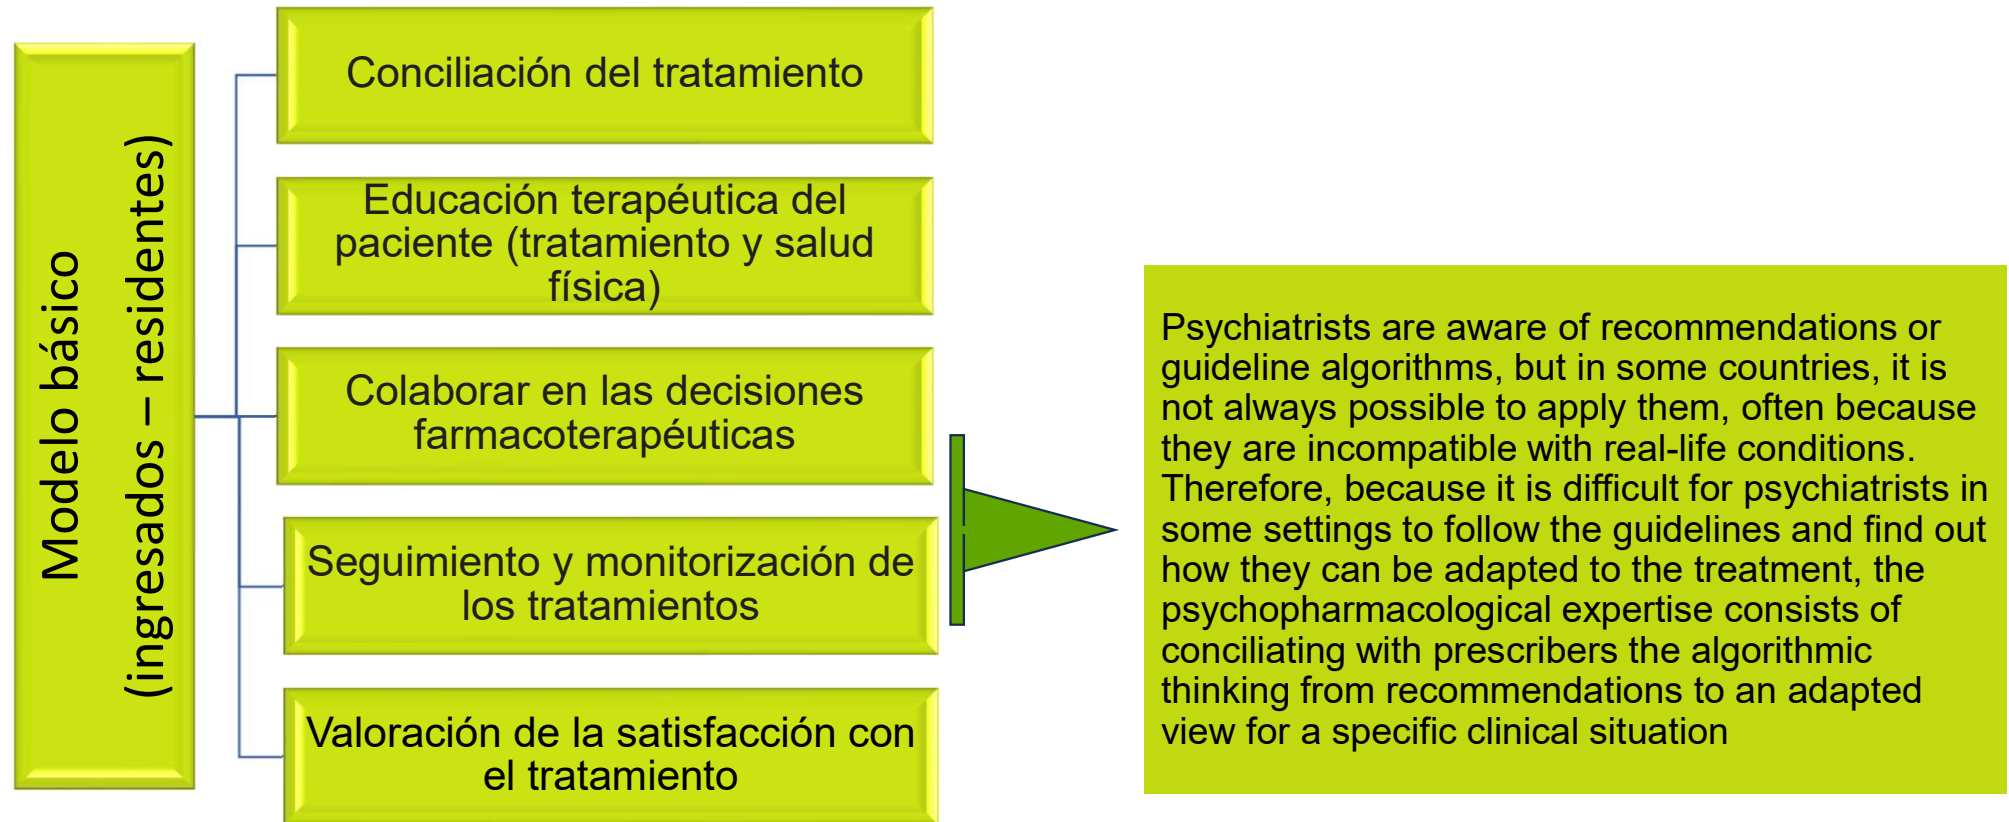 Modelo básico
(ingresados – residentes)
Conciliación del tratamiento
Educación terapéutica del
paciente (tratamiento y salud
física)
Colaborar en las decisiones
farmacoterapéuticas
Seguimiento y monitorización de
los tratamientos
Valoración de la satisfacción con
el tratamiento
Psychiatrists are aware of recommendations or
guideline algorithms, but in some countries, it is
not always possible to apply them, often because
they are incompatible with real-life conditions.
Therefore, because it is difficult for psychiatrists in
some settings to follow the guidelines and find out
how they can be adapted to the treatment, the
psychopharmacological expertise consists of
conciliating with prescribers the algorithmic
thinking from recommendations to an adapted
view for a specific clinical situation